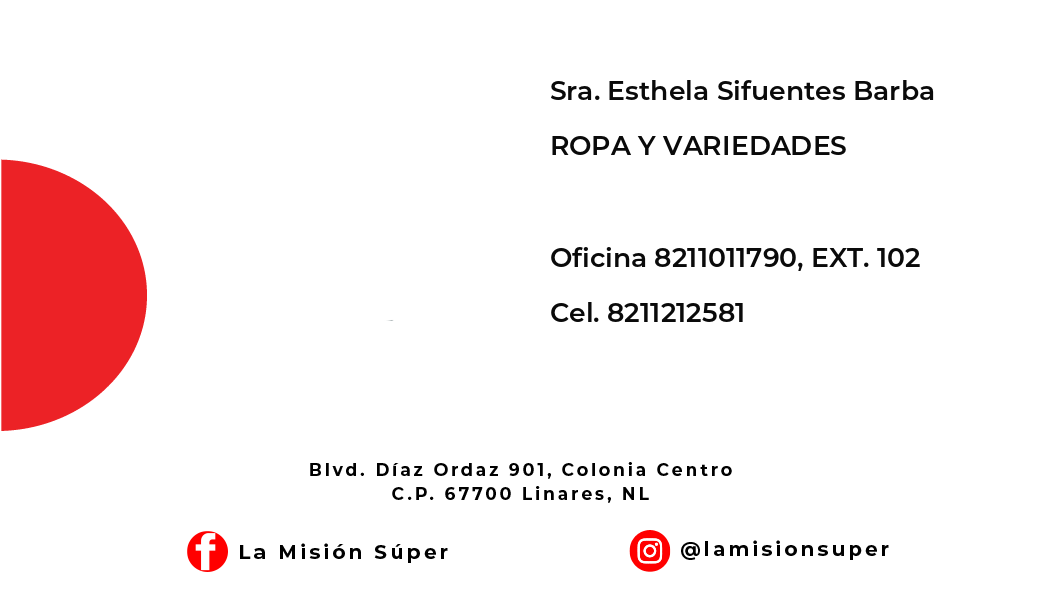 Sra. Esthela Sifuentes Barba
ROPA Y VARIEDADES
Oficina 8211011790, EXT. 102
Cel. 8211212581
Blvd. Díaz Ordaz 901, Colonia Centro
C.P. 67700 Linares, NL
La Misión Súper
@lamisionsuper